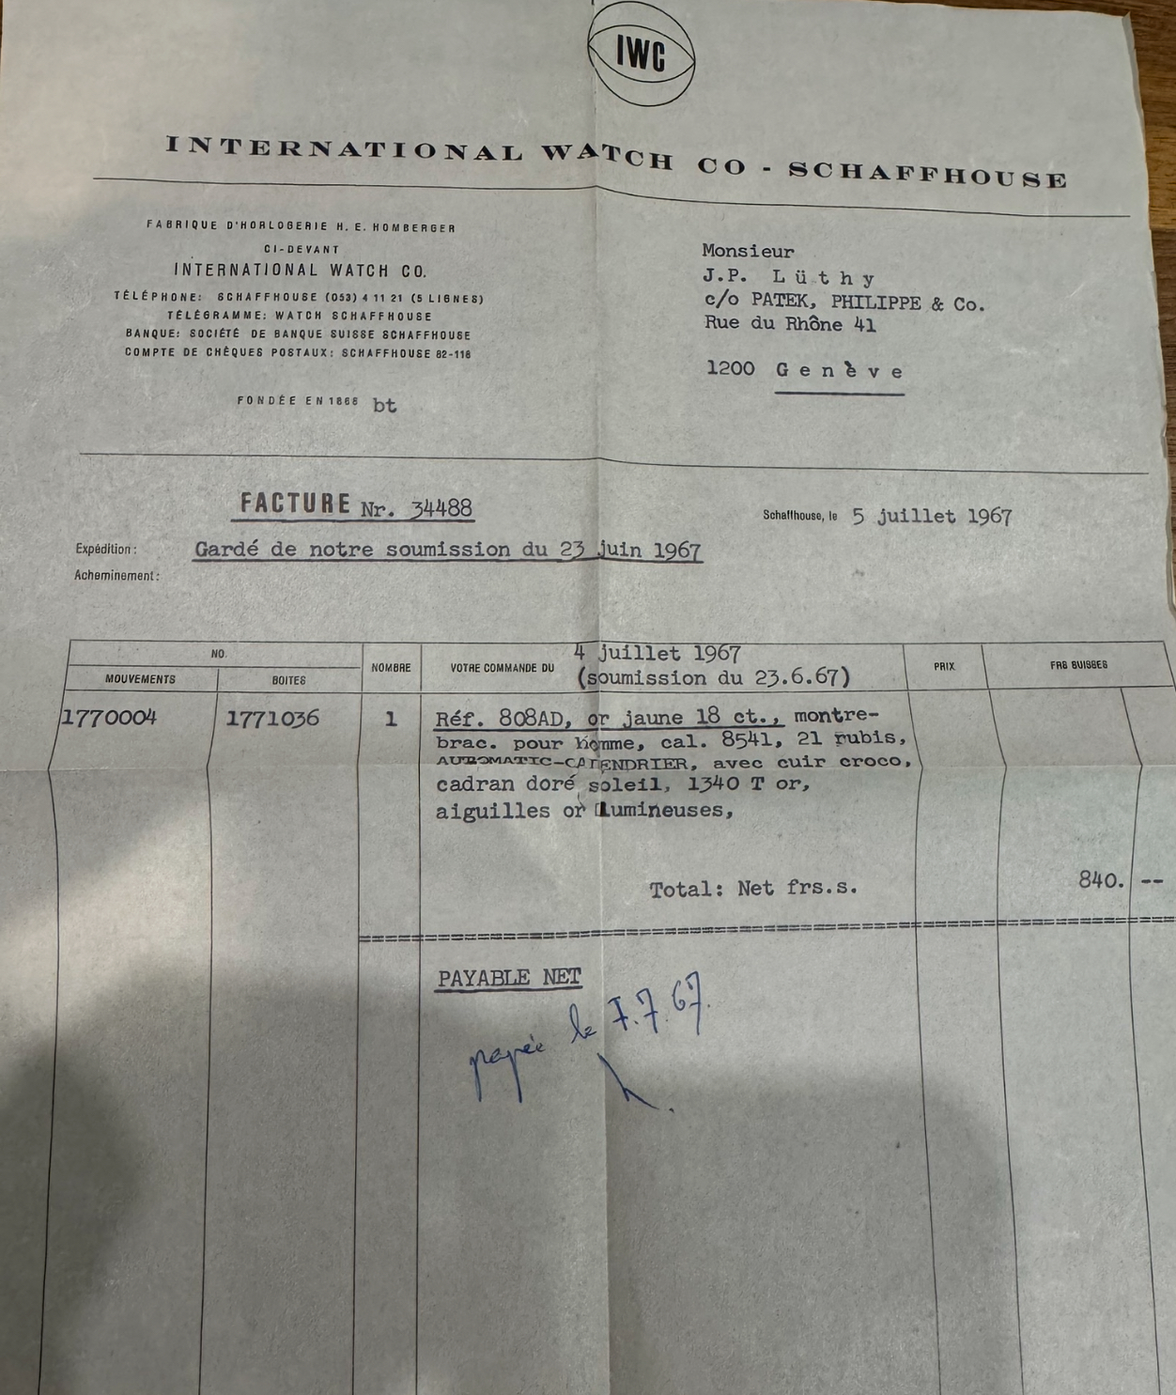 IWC
INTERNATIONAL WATCH CO - SCHAFFHOUSE
FABRIQUE D'HORLOGERIE H. E. HOMBERGER
CI-DEVANT
INTERNATIONAL WATCH CO.
TÉLÉPHONE: SCHAFFHOUSE (053) 4 11 21 (5 LIGNES)
TÉLÉGRAMME: WATCH SCHAFFHOUSE
BANQUE: SOCIÉTÉ DE BANQUE SUISSE SCHAFFHOUSE
COMPTE DE CHÈQUES POSTAUX: SCHAFFHOUSE 82-118
FONDÉE EN 1868 bt
Monsieur
J.P. Lüthy
c/o PATEK, PHILIPPE & Co.
Rue du Rhône 41
1200 Genève
FACTURE Nr. 34488
Schaffhouse, le 5 juillet 1967
Expédition: Gardé de notre soumission du 23 juin 1967
Acheminement:
NO.
MOUVEMENTS
BOITES
NOMBRE
VOTRE COMMANDE DU 4 juillet 1967
(soumission du 23.6.67)
PRIX
FRS SUISSES
1770004 1771036 1 Réf. 808AD, or jaune 18 ct., montre-
brac. pour homme, cal. 8541, 21 rubis,
AUTOMATIC-CALENDRIER, avec cuir croco,
cadran doré soleil, 1340 T or,
aiguilles or lumineuses,
Total: Net frs.s. 840. --
PAYABLE NET
payée le 7.7.67.